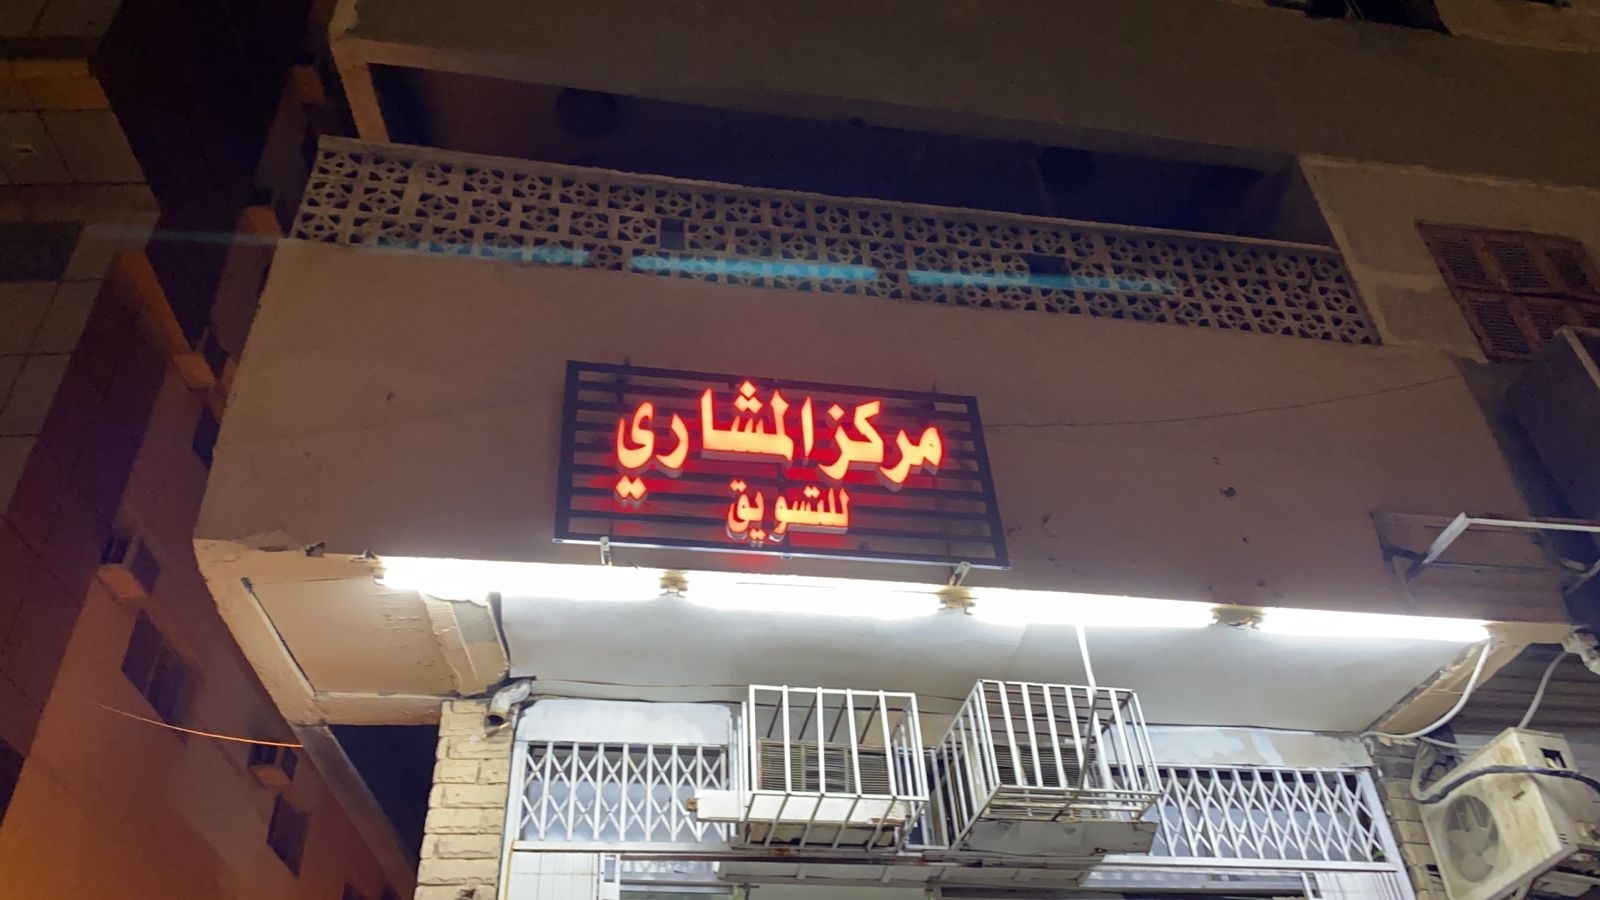 مركز المشاري
للتسويق